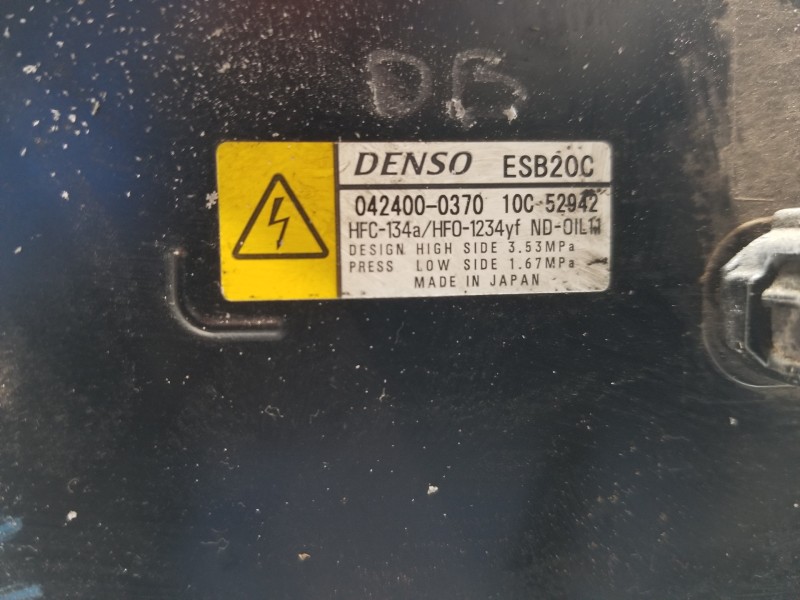 DB
DENSO ESB20C
042400-0370 10C 52942
HFC-134a/HFO-1234yf ND-OIL11
DESIGN HIGH SIDE 3.53MPa
PRESS LOW SIDE 1.67MPa
MADE IN JAPAN